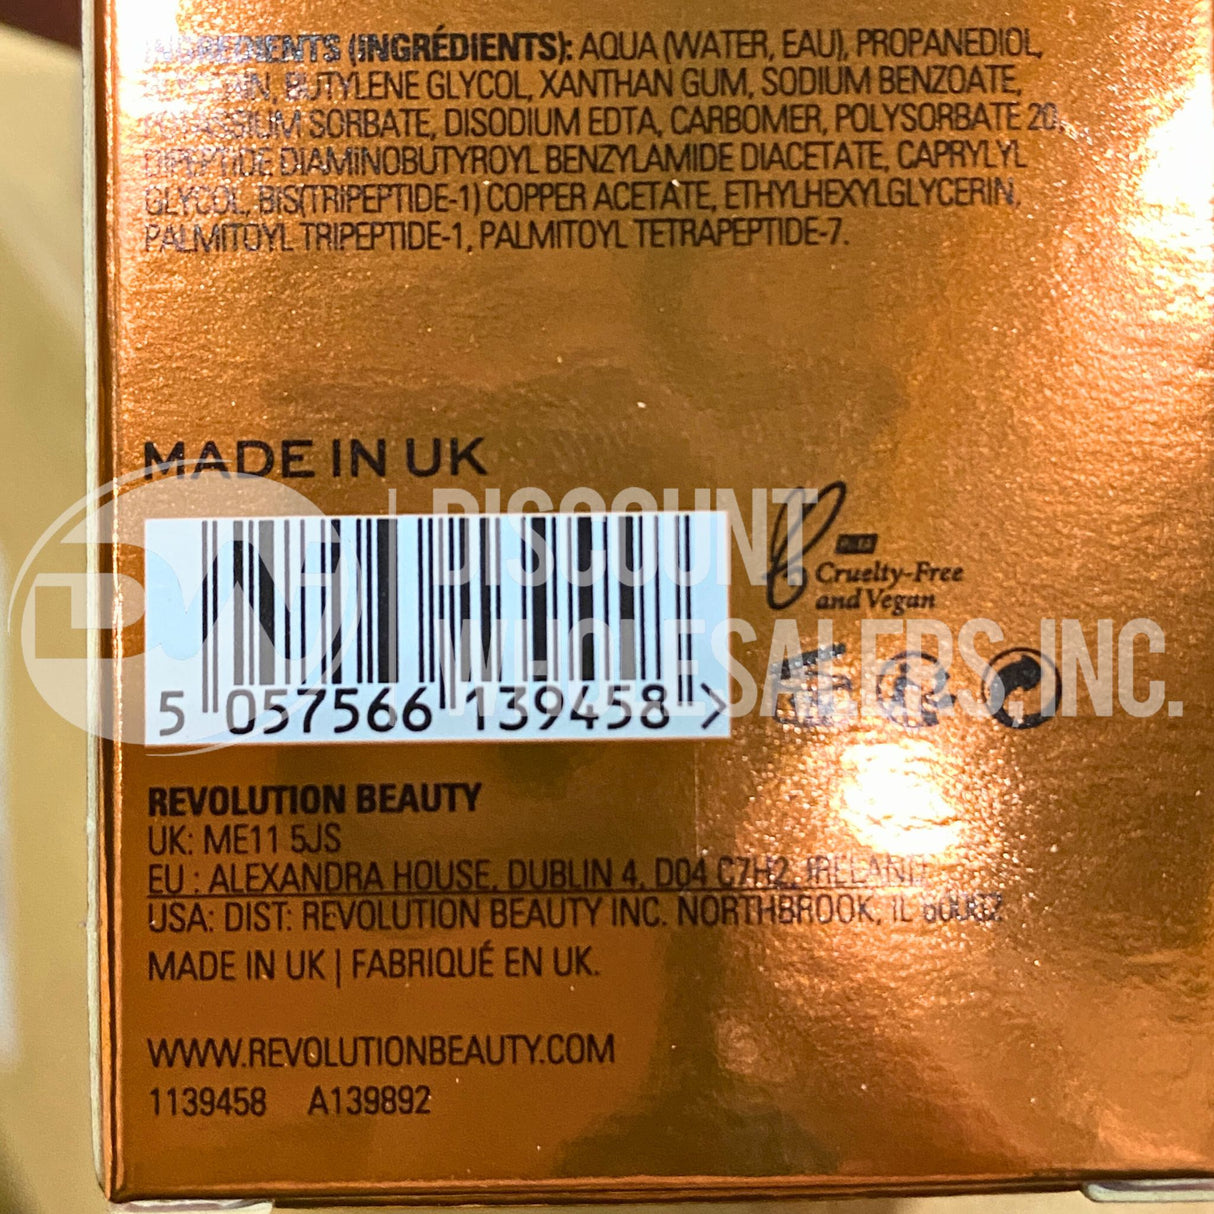 INGREDIENTS (INGRÉDIENTS): AQUA (WATER, EAU), PROPANEDIOL,
BUTYLENE GLYCOL, XANTHAN GUM, SODIUM BENZOATE,
SORBATE, DISODIUM EDTA, CARBOMER, POLYSORBATE 20,
DIPEPTIDE DIAMINOBUTYROYL BENZYLAMIDE DIACETATE, CAPRYLYL
GLYCOL, BIS(TRIPEPTIDE-1) COPPER ACETATE, ETHYLHEXYLGLYCERIN,
PALMITOYL TRIPEPTIDE-1, PALMITOYL TETRAPEPTIDE-7.
MADE IN UK
DW | DISCOUNT
WHOLESALERS, INC.
Cruelty-Free
and Vegan
5 057566 139458 >
REVOLUTION BEAUTY
UK: ME11 5JS
EU : ALEXANDRA HOUSE, DUBLIN 4, D04 C7H2, IRELAND
USA: DIST: REVOLUTION BEAUTY INC. NORTHBROOK, IL 60062
MADE IN UK | FABRIQUÉ EN UK.
WWW.REVOLUTIONBEAUTY.COM
1139458 A139892